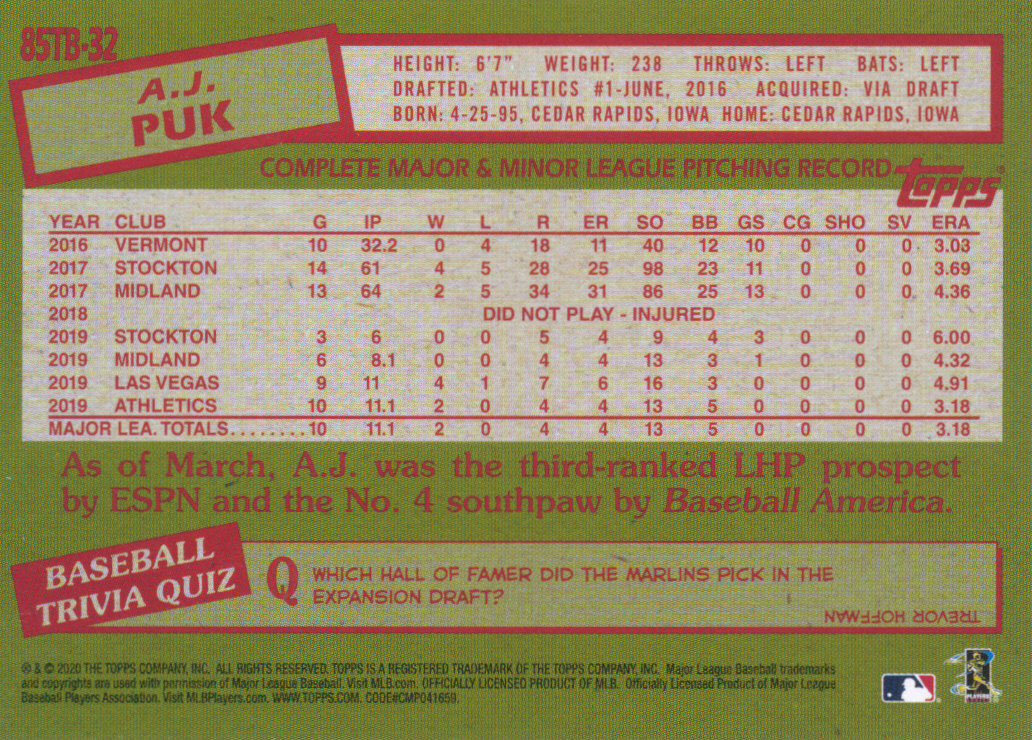 85TB-32
A.J.
PUK
HEIGHT: 6'7" WEIGHT: 238 THROWS: LEFT BATS: LEFT
DRAFTED: ATHLETICS #1-JUNE, 2016 ACQUIRED: VIA DRAFT
BORN: 4-25-95, CEDAR RAPIDS, IOWA HOME: CEDAR RAPIDS, IOWA
COMPLETE MAJOR & MINOR LEAGUE PITCHING RECORD
Topps
YEAR CLUB G IP W L R ER SO BB GS CG SHO SV ERA
2016 VERMONT 10 32.2 0 4 18 11 40 12 10 0 0 0 3.03
2017 STOCKTON 14 61 4 5 28 25 98 23 11 0 0 0 3.69
2017 MIDLAND 13 64 2 5 34 31 86 25 13 0 0 0 4.36
2018 DID NOT PLAY - INJURED
2019 STOCKTON 3 6 0 0 5 4 9 4 3 0 0 0 6.00
2019 MIDLAND 6 8.1 0 0 4 4 13 3 1 0 0 0 4.32
2019 LAS VEGAS 9 11 4 1 7 6 16 3 0 0 0 0 4.91
2019 ATHLETICS 10 11.1 2 0 4 4 13 5 0 0 0 0 3.18
MAJOR LEA. TOTALS........10 11.1 2 0 4 4 13 5 0 0 0 0 3.18
As of March, A.J. was the third-ranked LHP prospect
by ESPN and the No. 4 southpaw by Baseball America.
BASEBALL
TRIVIA QUIZ
Q WHICH HALL OF FAMER DID THE MARLINS PICK IN THE
EXPANSION DRAFT?
TREVOR HOFFMAN
® & © 2020 THE TOPPS COMPANY, INC. ALL RIGHTS RESERVED. TOPPS IS A REGISTERED TRADEMARK OF THE TOPPS COMPANY, INC. Major League Baseball trademarks
and copyrights are used with permission of Major League Baseball. Visit MLB.com. OFFICIALLY LICENSED PRODUCT OF MLB. Officially Licensed Product of Major League
Baseball Players Association. Visit MLBPlayers.com. WWW.TOPPS.COM. CODE#CMP041659.
PLAYERS